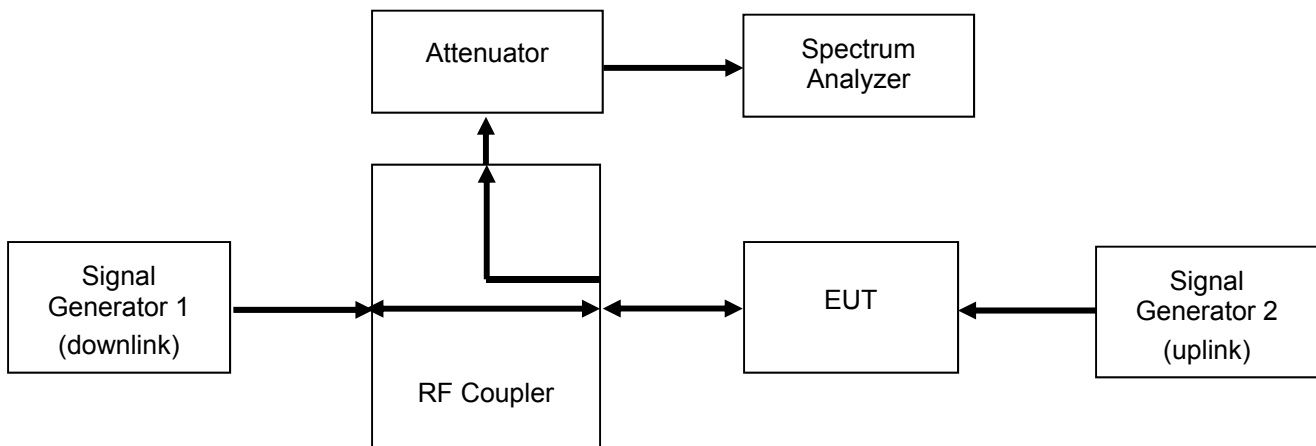 Attenuator
Spectrum
Analyzer
Signal
Generator 1
(downlink)
RF Coupler
EUT
Signal
Generator 2
(uplink)